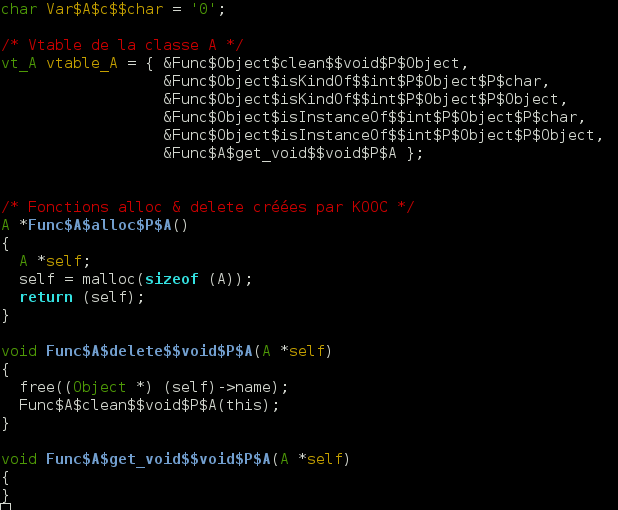 char Var$A$c$$char = '0';
/* Vtable de la classe A */
vt_A vtable_A = { &Func$Object$clean$$void$P$Object,
&Func$Object$isKindOf$$int$P$Object$P$char,
&Func$Object$isKindOf$$int$P$Object$P$Object,
&Func$Object$isInstanceOf$$int$P$Object$P$char,
&Func$Object$isInstanceOf$$int$P$Object$P$Object,
&Func$A$get_void$$void$P$A };
/* Fonctions alloc & delete créées par KOOC */
A *Func$A$alloc$P$A()
{
A *self;
self = malloc(sizeof (A));
return (self);
}
void Func$A$delete$$void$P$A(A *self)
{
free((Object *) (self)->name);
Func$A$clean$$void$P$A(this);
}
void Func$A$get_void$$void$P$A(A *self)
{
}